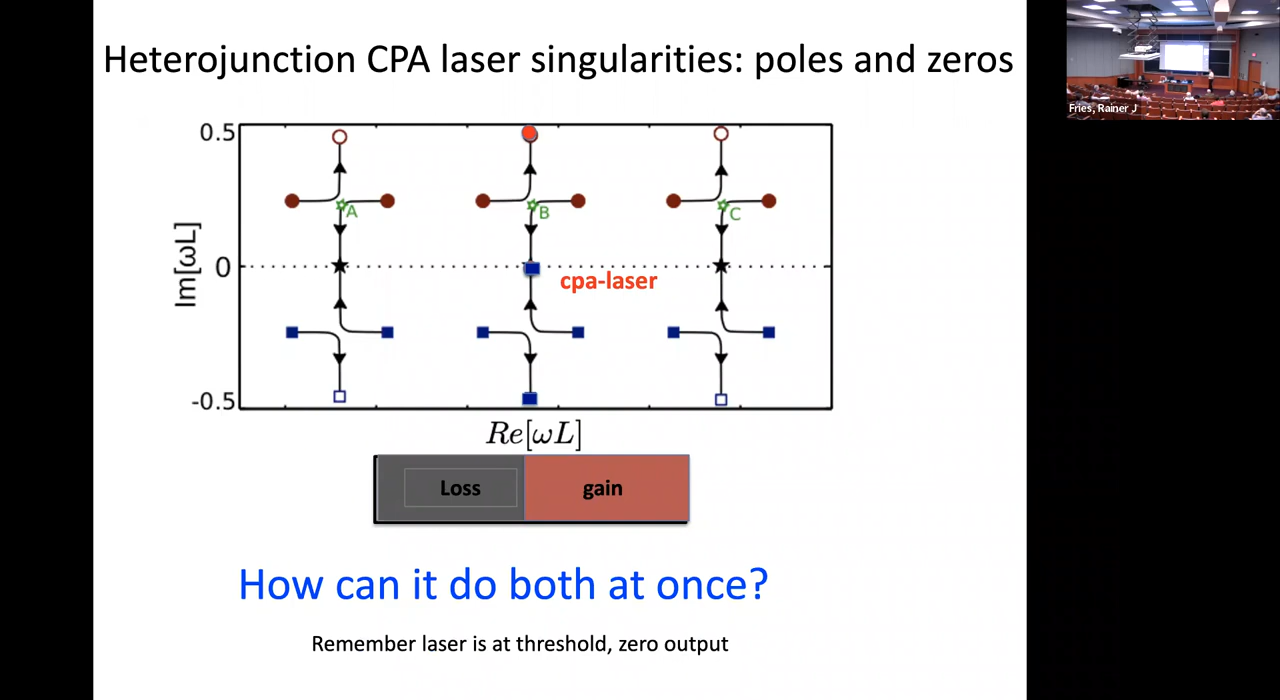 Heterojunction CPA laser singularities: poles and zeros
Fries, Rainer J
0.5
A
B
C
Im[ωL]
0
cpa-laser
-0.5
Re[ωL]
Loss
gain
How can it do both at once?
Remember laser is at threshold, zero output